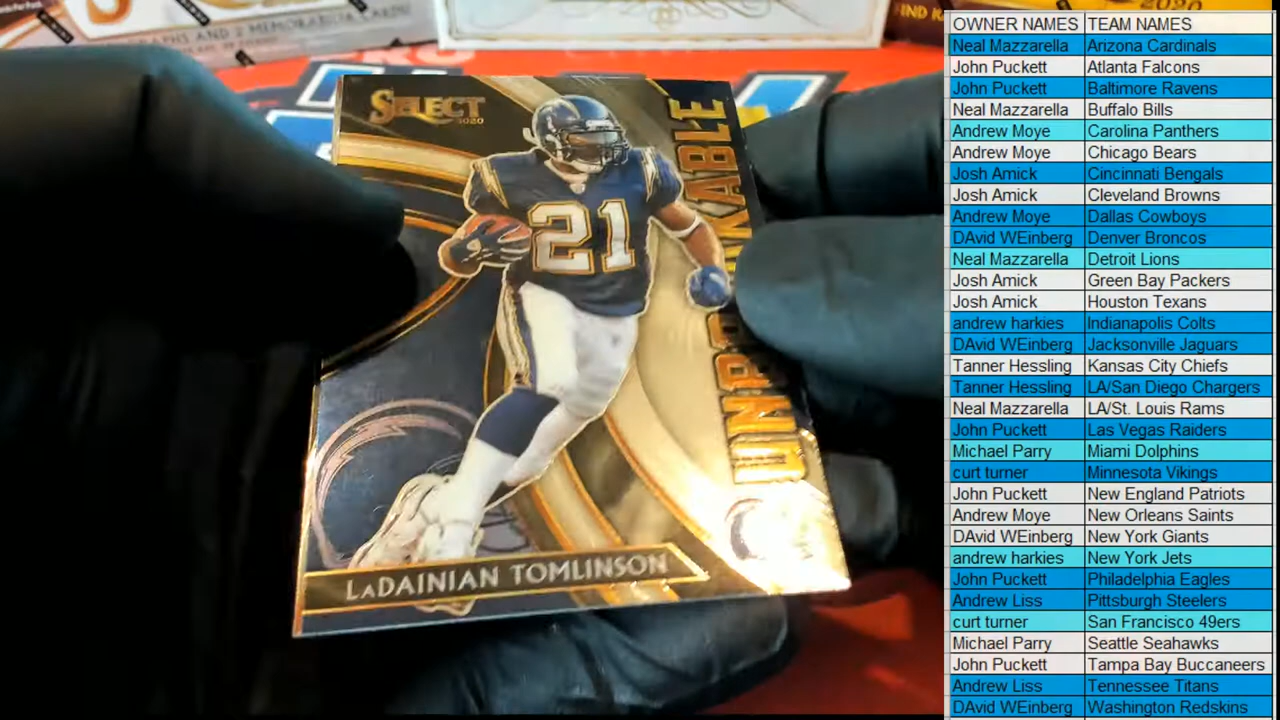 GRAPHS AND 2 MEMORABILIA CARDS
FIND
2020
SELECT
2020
21
LADAINIAN TOMLINSON
OWNER NAMES TEAM NAMES
Neal Mazzarella Arizona Cardinals
John Puckett Atlanta Falcons
John Puckett Baltimore Ravens
Neal Mazzarella Buffalo Bills
Andrew Moye Carolina Panthers
Andrew Moye Chicago Bears
Josh Amick Cincinnati Bengals
Josh Amick Cleveland Browns
Andrew Moye Dallas Cowboys
DAvid WEinberg Denver Broncos
Neal Mazzarella Detroit Lions
Josh Amick Green Bay Packers
Josh Amick Houston Texans
andrew harkies Indianapolis Colts
DAvid WEinberg Jacksonville Jaguars
Tanner Hessling Kansas City Chiefs
Tanner Hessling LA/San Diego Chargers
Neal Mazzarella LA/St. Louis Rams
John Puckett Las Vegas Raiders
Michael Parry Miami Dolphins
curt turner Minnesota Vikings
John Puckett New England Patriots
Andrew Moye New Orleans Saints
DAvid WEinberg New York Giants
andrew harkies New York Jets
John Puckett Philadelphia Eagles
Andrew Liss Pittsburgh Steelers
curt turner San Francisco 49ers
Michael Parry Seattle Seahawks
John Puckett Tampa Bay Buccaneers
Andrew Liss Tennessee Titans
DAvid WEinberg Washington Redskins